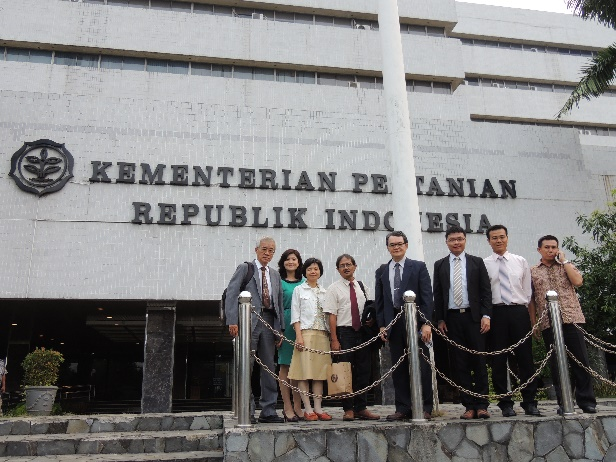 KEMENTERIAN PERTANIAN
REPUBLIK INDONESIA